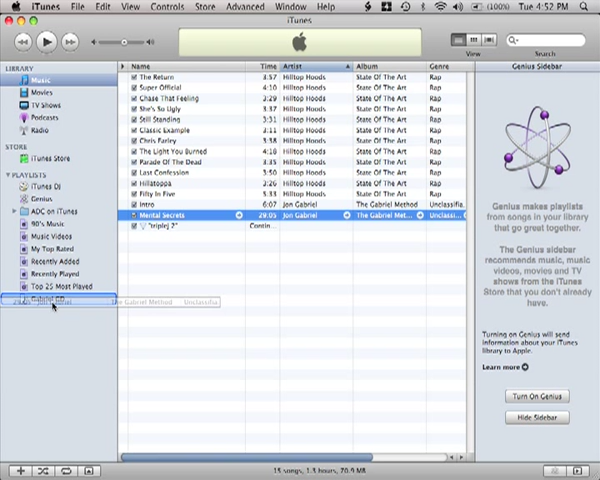 iTunes File Edit View Controls Store Advanced Window Help (100%) Tue 4:52 PM
iTunes
View Search
LIBRARY
Music
Movies
TV Shows
Podcasts
Radio
STORE
iTunes Store
PLAYLISTS
iTunes DJ
Genius
ADC on iTunes
90's Music
Music Videos
My Top Rated
Recently Added
Recently Played
Top 25 Most Played
Gabriel CD
The Gabriel Method Unclassifia
Name Time Artist Album Genre
The Return 3:57 Hilltop Hoods State Of The Art Rap
Super Official 4:10 Hilltop Hoods State Of The Art Rap
Chase That Feeling 3:29 Hilltop Hoods State Of The Art Rap
She's So Ugly 3:37 Hilltop Hoods State Of The Art Rap
Still Standing 3:31 Hilltop Hoods State Of The Art Rap
Classic Example 3:11 Hilltop Hoods State Of The Art Rap
Chris Farley 3:38 Hilltop Hoods State Of The Art Rap
The Light You Burned 4:18 Hilltop Hoods State Of The Art Rap
Parade Of The Dead 3:35 Hilltop Hoods State Of The Art Rap
Last Confession 3:50 Hilltop Hoods State Of The Art Rap
Hillatoppa 3:26 Hilltop Hoods State Of The Art Rap
Fifty In Five 5:33 Hilltop Hoods State Of The Art Rap
Intro 6:07 Jon Gabriel The Gabriel Method Unclassifia...
Mental Secrets 29:05 Jon Gabriel The Gabriel Met... Unclassi...
"triplej 2" Contin...
Genius Sidebar
Genius makes playlists
from songs in your library
that go great together.
The Genius sidebar
recommends music, music
videos, movies and TV
shows from the iTunes
Store that you don't already
have.
Turning on Genius will send
information about your iTunes
library to Apple.
Learn more
Turn On Genius
Hide Sidebar
15 songs, 1.3 hours, 70.9 MB